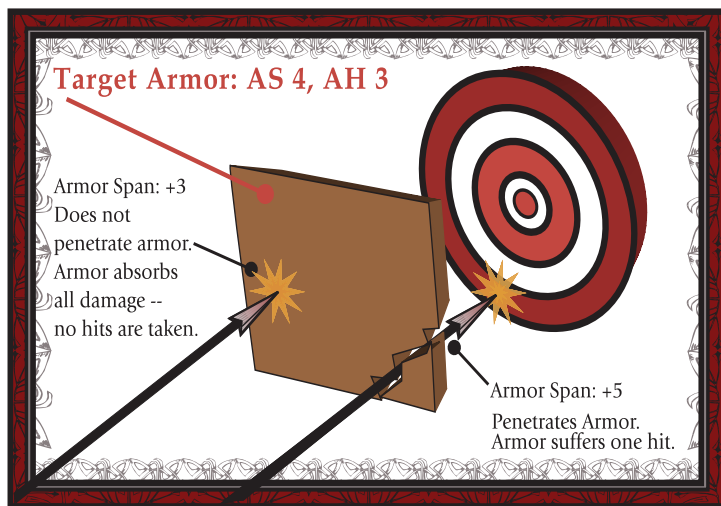 Target Armor: AS 4, AH 3
Armor Span: +3
Does not
penetrate armor.
Armor absorbs
all damage --
no hits are taken.
Armor Span: +5
Penetrates Armor.
Armor suffers one hit.